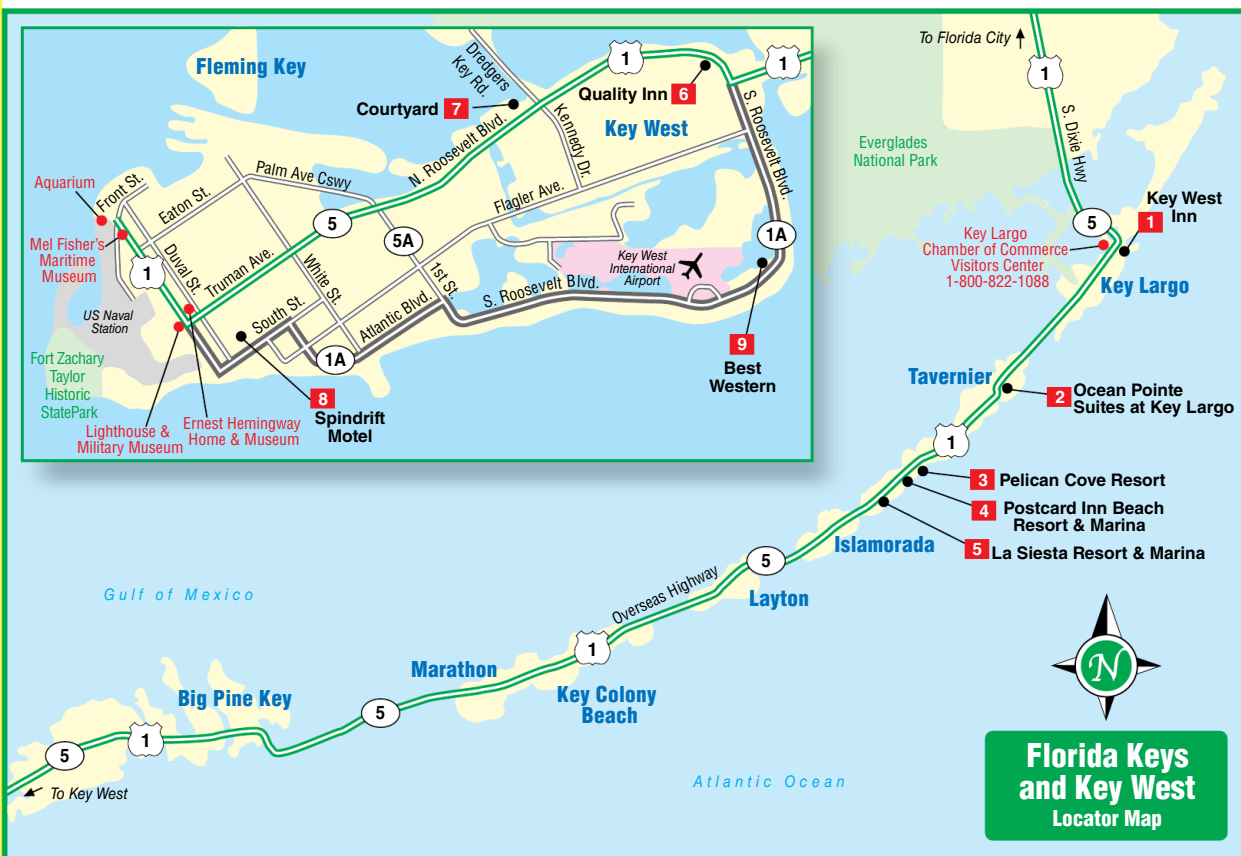 Fleming Key
Dredgers
Key Rd.
1
1
Courtyard 7
Quality Inn 6
Key West
N. Roosevelt Blvd.
Kennedy Dr.
S. Roosevelt Blvd.
Palm Ave Cswy
Flagler Ave.
Aquarium
Front St.
Eaton St.
5
5A
1A
Mel Fisher's
Maritime
Museum
1
Duval St.
Truman Ave.
White St.
1st St.
Key West
International
Airport
US Naval
Station
South St.
Atlantic Blvd.
S. Roosevelt Blvd.
1A
Fort Zachary
Taylor
Historic
StatePark
8
Spindrift
Motel
9
Best
Western
Lighthouse &
Military Museum
Ernest Hemingway
Home & Museum
To Florida City
1
S. Dixie Hwy
Everglades
National Park
5
1
Key West
Inn
Key Largo
Chamber of Commerce
Visitors Center
1-800-822-1088
Key Largo
Tavernier
2 Ocean Pointe
Suites at Key Largo
1
3 Pelican Cove Resort
4 Postcard Inn Beach
Resort & Marina
5 La Siesta Resort & Marina
Islamorada
5
Layton
Overseas Highway
Gulf of Mexico
1
Marathon
Key Colony
Beach
Big Pine Key
5
1
5
To Key West
Atlantic Ocean
N
Florida Keys
and Key West
Locator Map